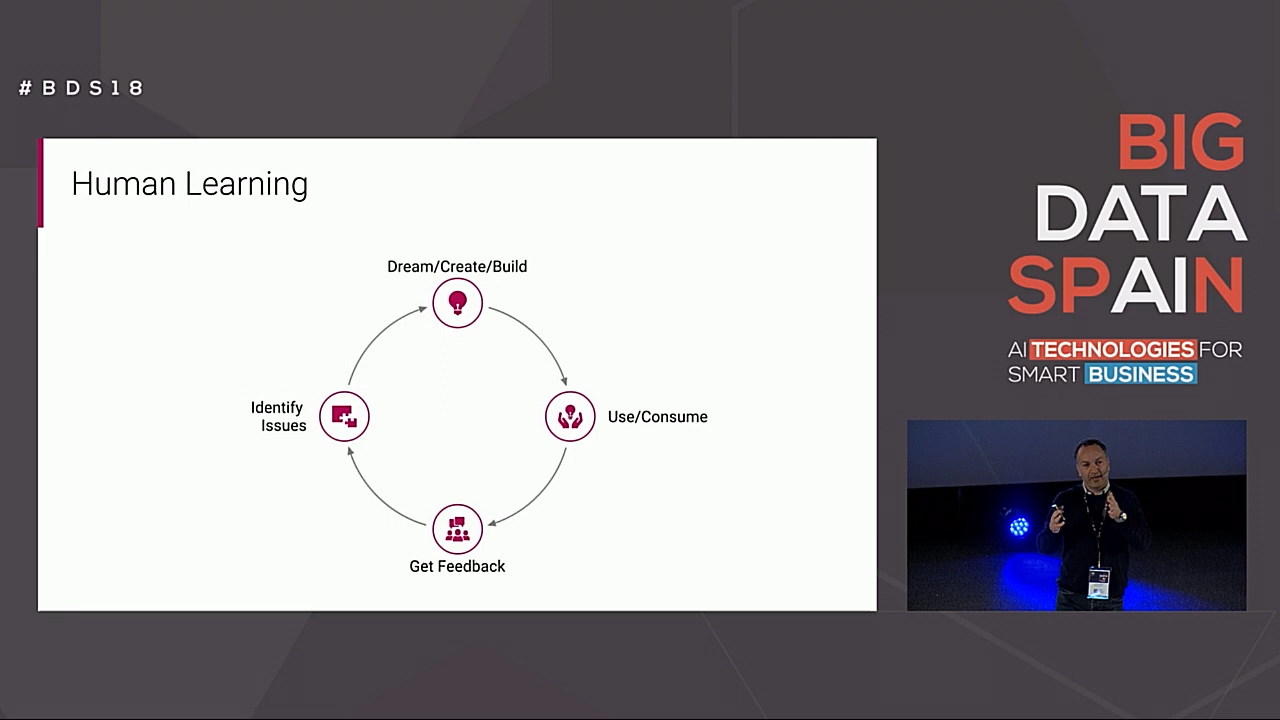 #BDS18
BIG
DATA
SPAIN
AI TECHNOLOGIES FOR
SMART BUSINESS
Human Learning
Dream/Create/Build
Identify
Issues
Use/Consume
Get Feedback